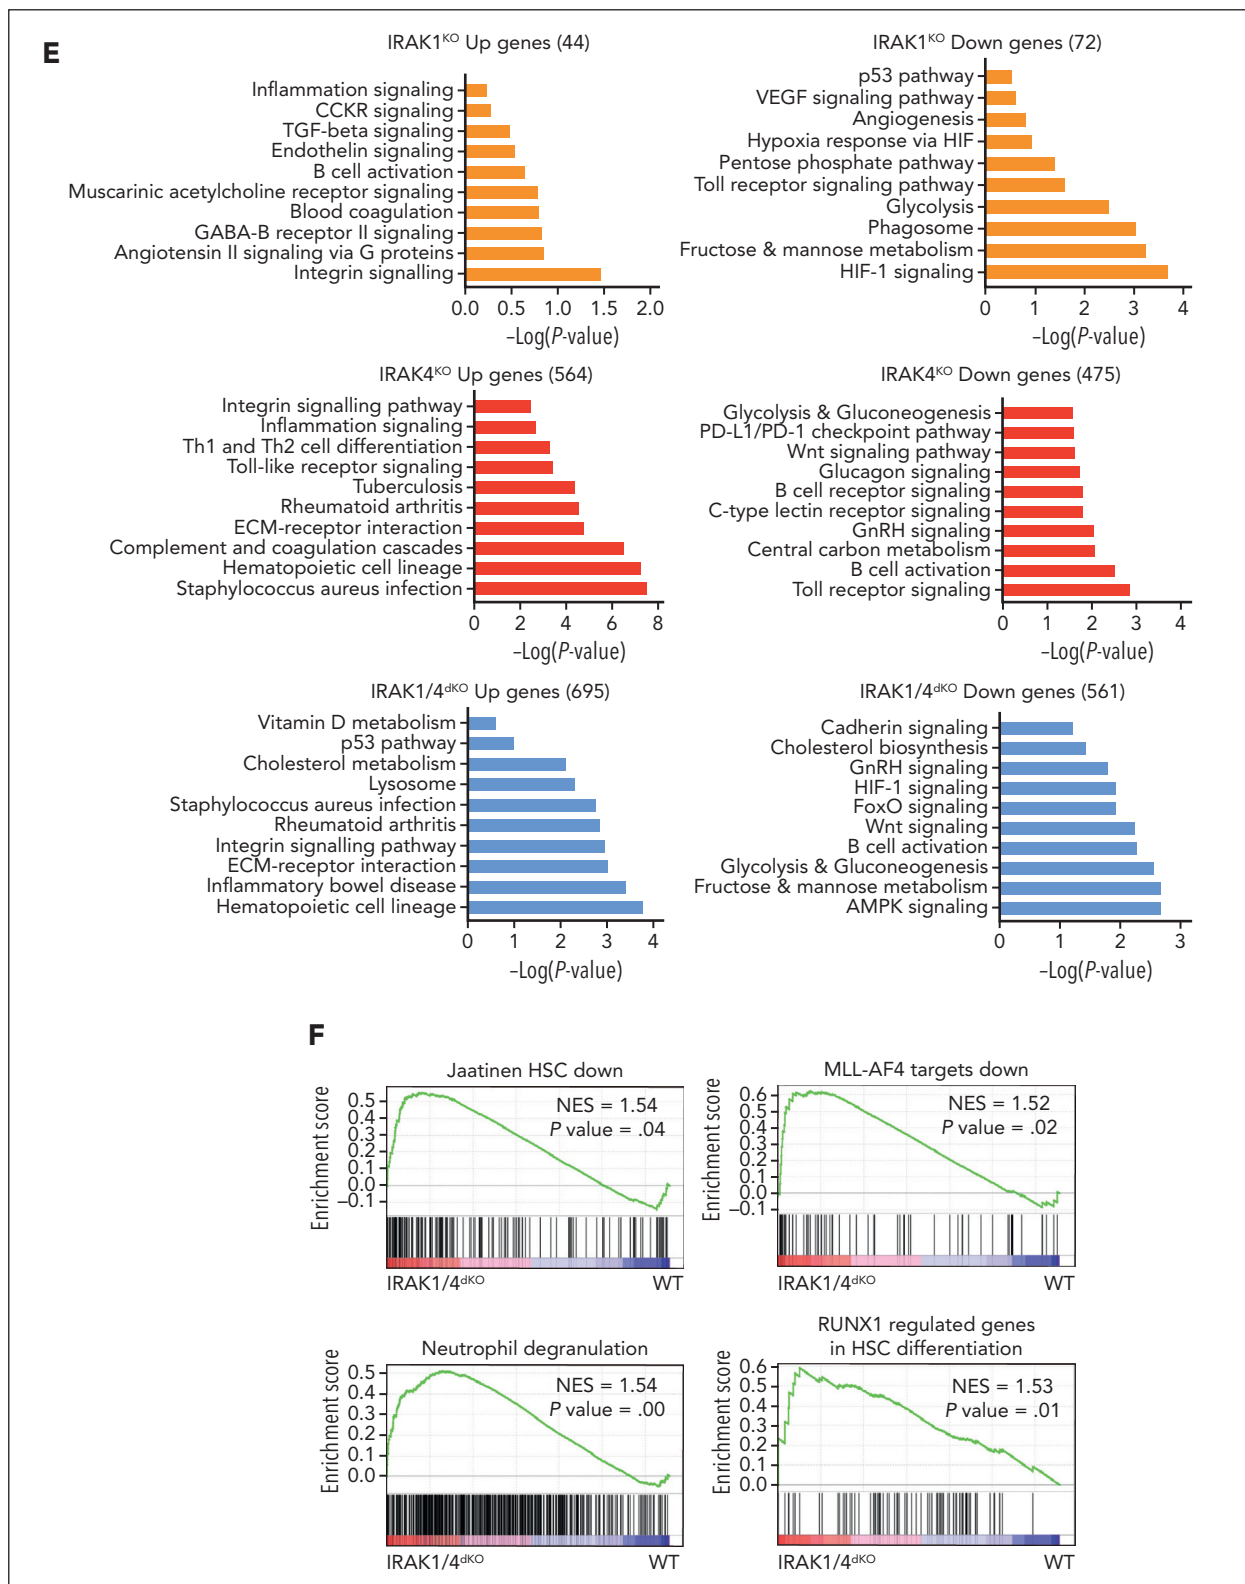 E
IRAK1KO Up genes (44)
Inflammation signaling
CCKR signaling
TGF-beta signaling
Endothelin signaling
B cell activation
Muscarinic acetylcholine receptor signaling
Blood coagulation
GABA-B receptor II signaling
Angiotensin II signaling via G proteins
Integrin signalling
0.0 0.5 1.0 1.5 2.0
–Log(P-value)
IRAK1KO Down genes (72)
p53 pathway
VEGF signaling pathway
Angiogenesis
Hypoxia response via HIF
Pentose phosphate pathway
Toll receptor signaling pathway
Glycolysis
Phagosome
Fructose & mannose metabolism
HIF-1 signaling
0 1 2 3 4
–Log(P-value)
IRAK4KO Up genes (564)
Integrin signalling pathway
Inflammation signaling
Th1 and Th2 cell differentiation
Toll-like receptor signaling
Tuberculosis
Rheumatoid arthritis
ECM-receptor interaction
Complement and coagulation cascades
Hematopoietic cell lineage
Staphylococcus aureus infection
0 2 4 6 8
–Log(P-value)
IRAK4KO Down genes (475)
Glycolysis & Gluconeogenesis
PD-L1/PD-1 checkpoint pathway
Wnt signaling pathway
Glucagon signaling
B cell receptor signaling
C-type lectin receptor signaling
GnRH signaling
Central carbon metabolism
B cell activation
Toll receptor signaling
0 1 2 3 4
–Log(P-value)
IRAK1/4dKO Up genes (695)
Vitamin D metabolism
p53 pathway
Cholesterol metabolism
Lysosome
Staphylococcus aureus infection
Rheumatoid arthritis
Integrin signalling pathway
ECM-receptor interaction
Inflammatory bowel disease
Hematopoietic cell lineage
0 1 2 3 4
–Log(P-value)
IRAK1/4dKO Down genes (561)
Cadherin signaling
Cholesterol biosynthesis
GnRH signaling
HIF-1 signaling
FoxO signaling
Wnt signaling
B cell activation
Glycolysis & Gluconeogenesis
Fructose & mannose metabolism
AMPK signaling
0 1 2 3
–Log(P-value)
F
Jaatinen HSC down
Enrichment score
0.5
0.4
0.3
0.2
0.1
0.0
–0.1
NES = 1.54
P value = .04
IRAK1/4dKO WT
MLL-AF4 targets down
Enrichment score
0.6
0.5
0.4
0.3
0.2
0.1
0.0
–0.1
NES = 1.52
P value = .02
IRAK1/4dKO WT
Neutrophil degranulation
Enrichment score
0.5
0.4
0.3
0.2
0.1
0.0
NES = 1.54
P value = .00
IRAK1/4dKO WT
RUNX1 regulated genes
in HSC differentiation
Enrichment score
0.6
0.5
0.4
0.3
0.2
0.1
0.0
NES = 1.53
P value = .01
IRAK1/4dKO WT